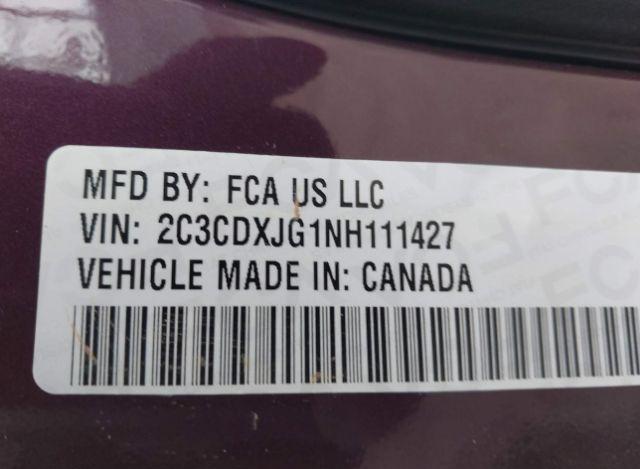 MFD BY: FCA US LLC
VIN: 2C3CDXJG1NH111427
VEHICLE MADE IN: CANADA